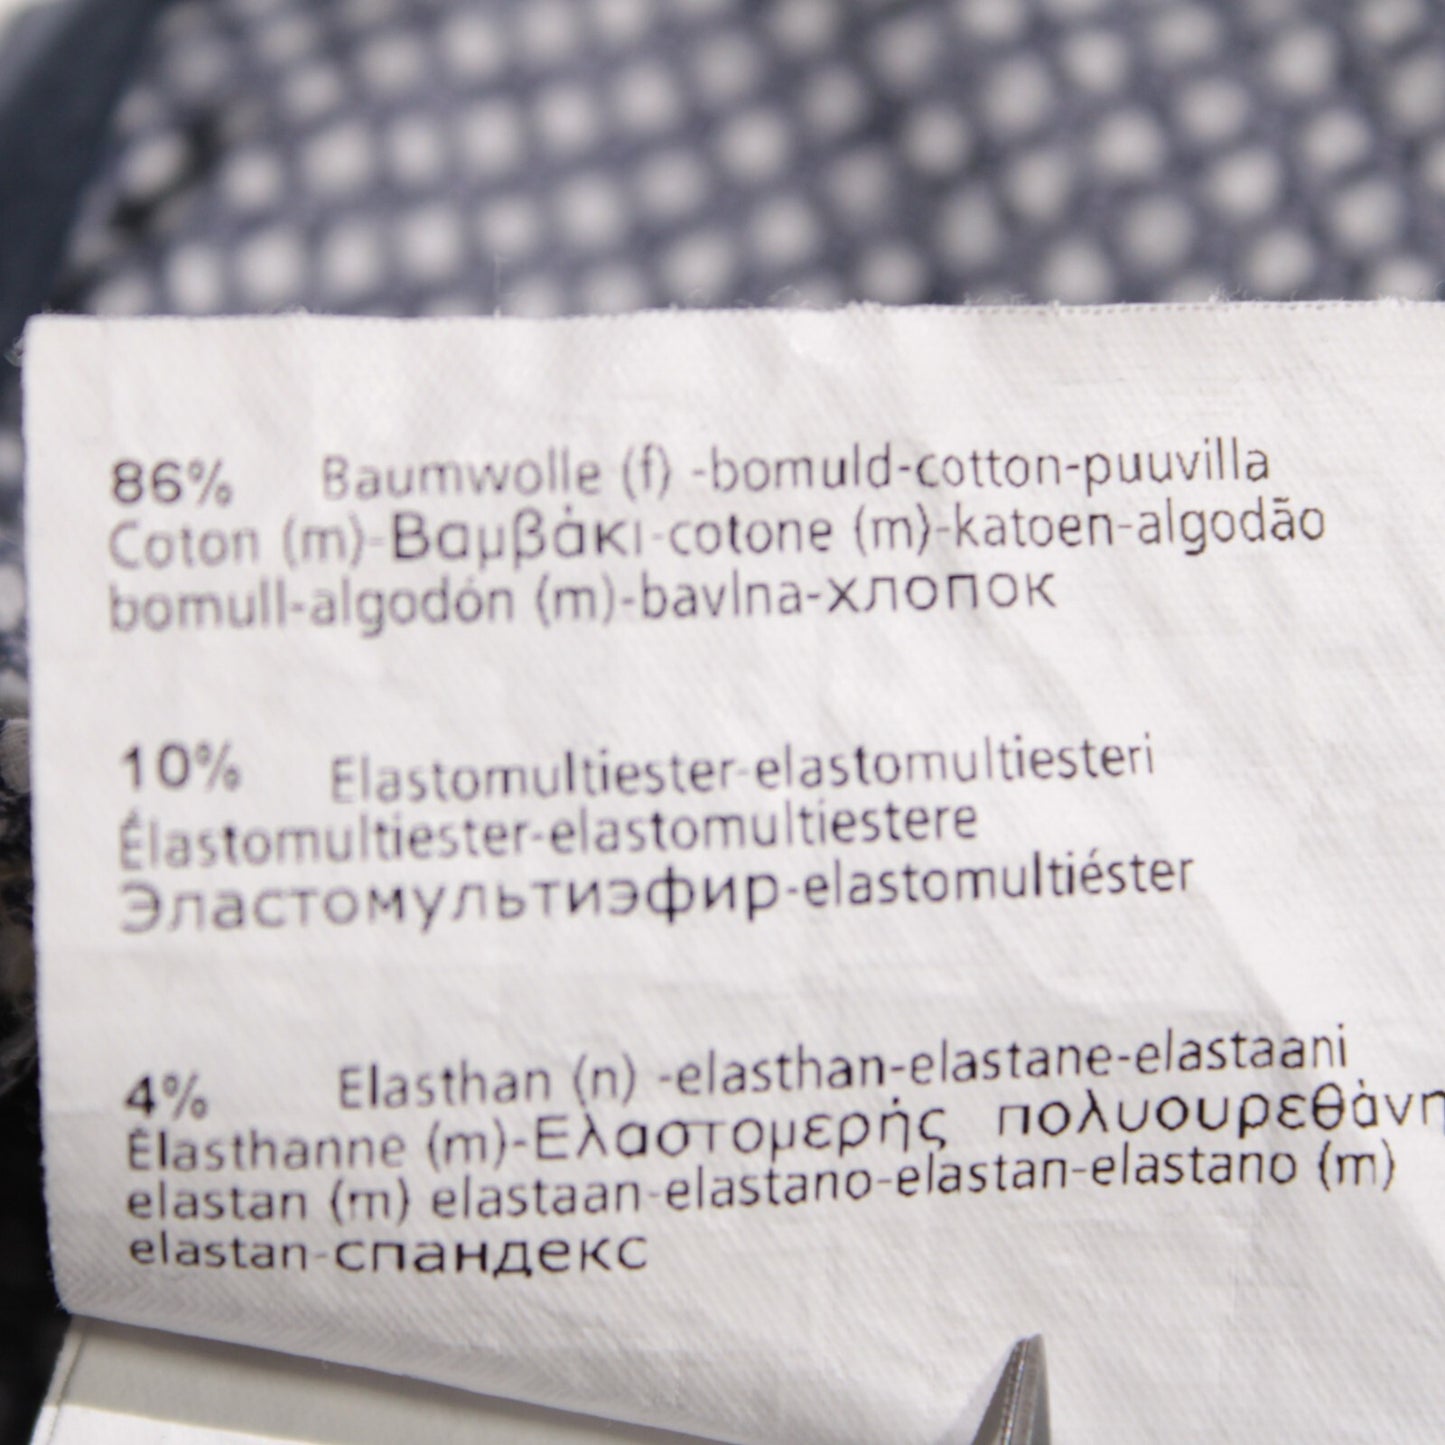 86% Baumwolle (f) -bomuld-cotton-puuvilla
Coton (m)-Βαμβάκι-cotone (m)-katoen-algodão
bomull-algodón (m)-bavlna-хлопок
10% Elastomultiester-elastomultiesteri
Élastomultiester-elastomultiestere
Эластомультиэфир-elastomultiéster
4% Elasthan (n) -elasthan-elastane-elastaani
Élasthanne (m)-Ελαστομερής πολυουρεθάνη
elastan (m) elastaan-elastano-elastan-elastano (m)
elastan-спандекс